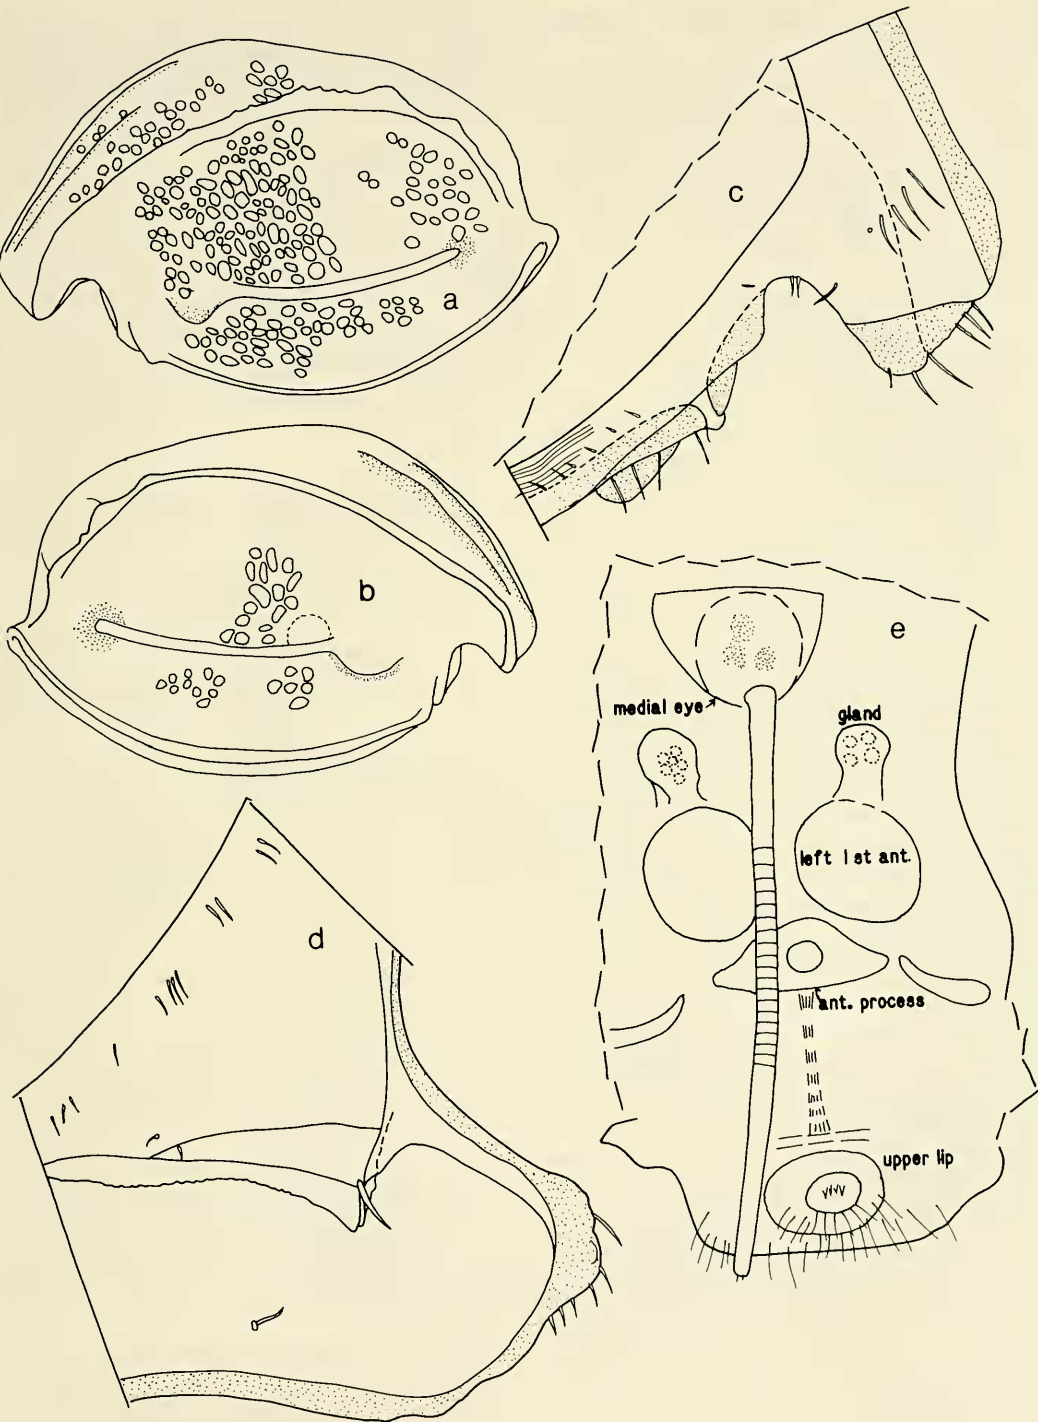 a
c
b
e
medial eye
gland
left 1st ant.
d
ant. process
upper lip